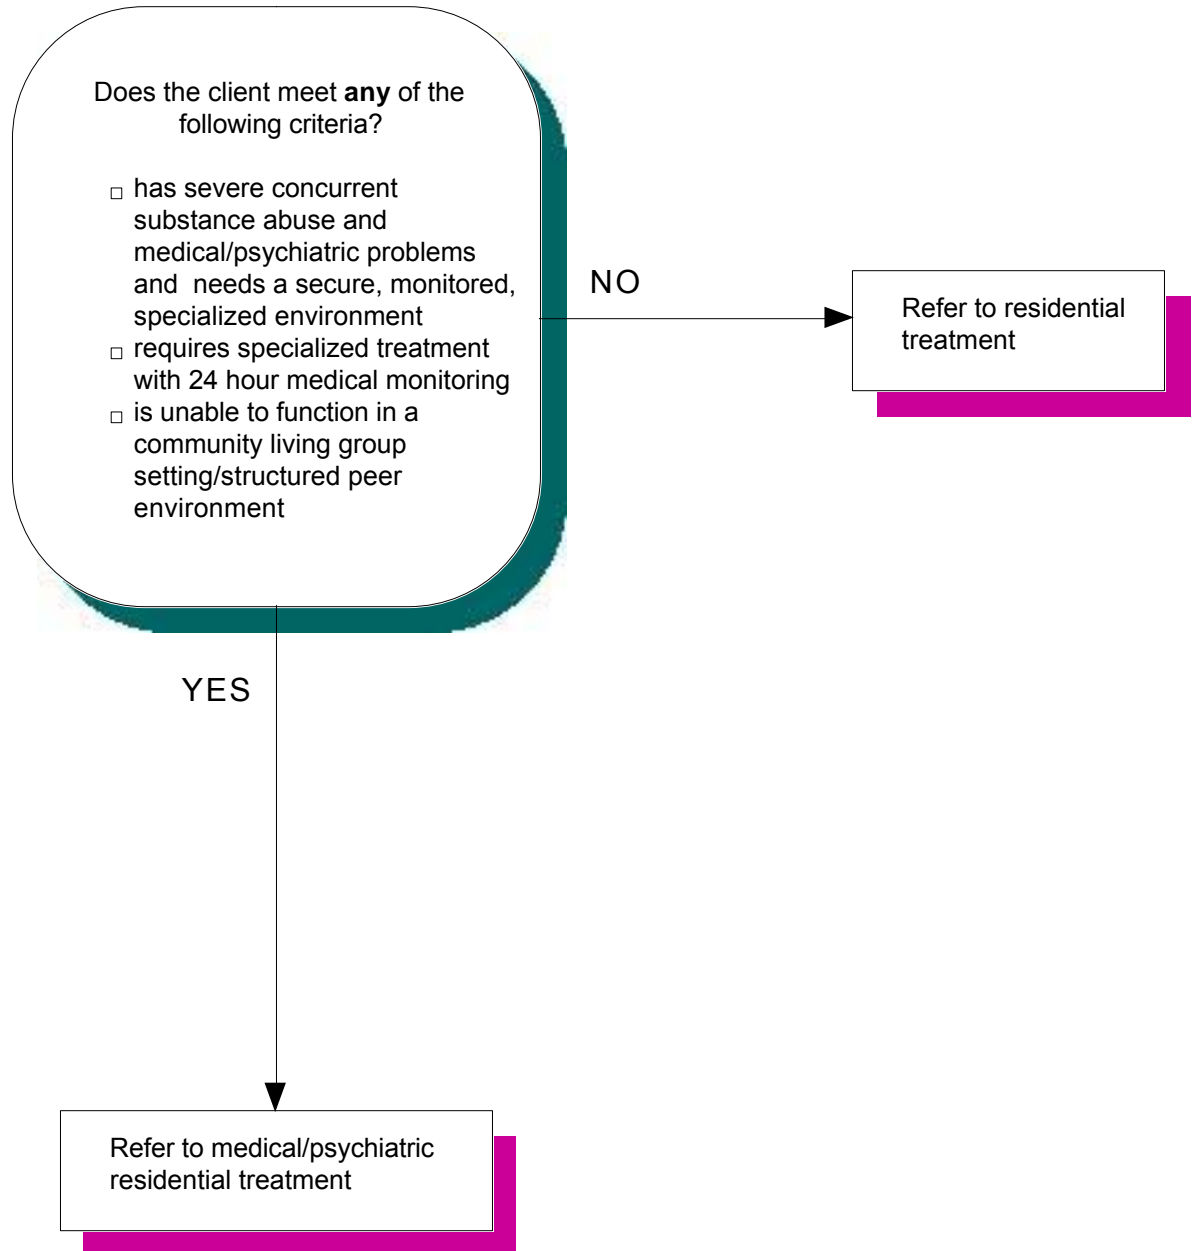 Does the client meet any of the
following criteria?
□ has severe concurrent
substance abuse and
medical/psychiatric problems
and  needs a secure, monitored,
specialized environment
□ requires specialized treatment
with 24 hour medical monitoring
□ is unable to function in a
community living group
setting/structured peer
environment
NO
Refer to residential
treatment
YES
Refer to medical/psychiatric
residential treatment